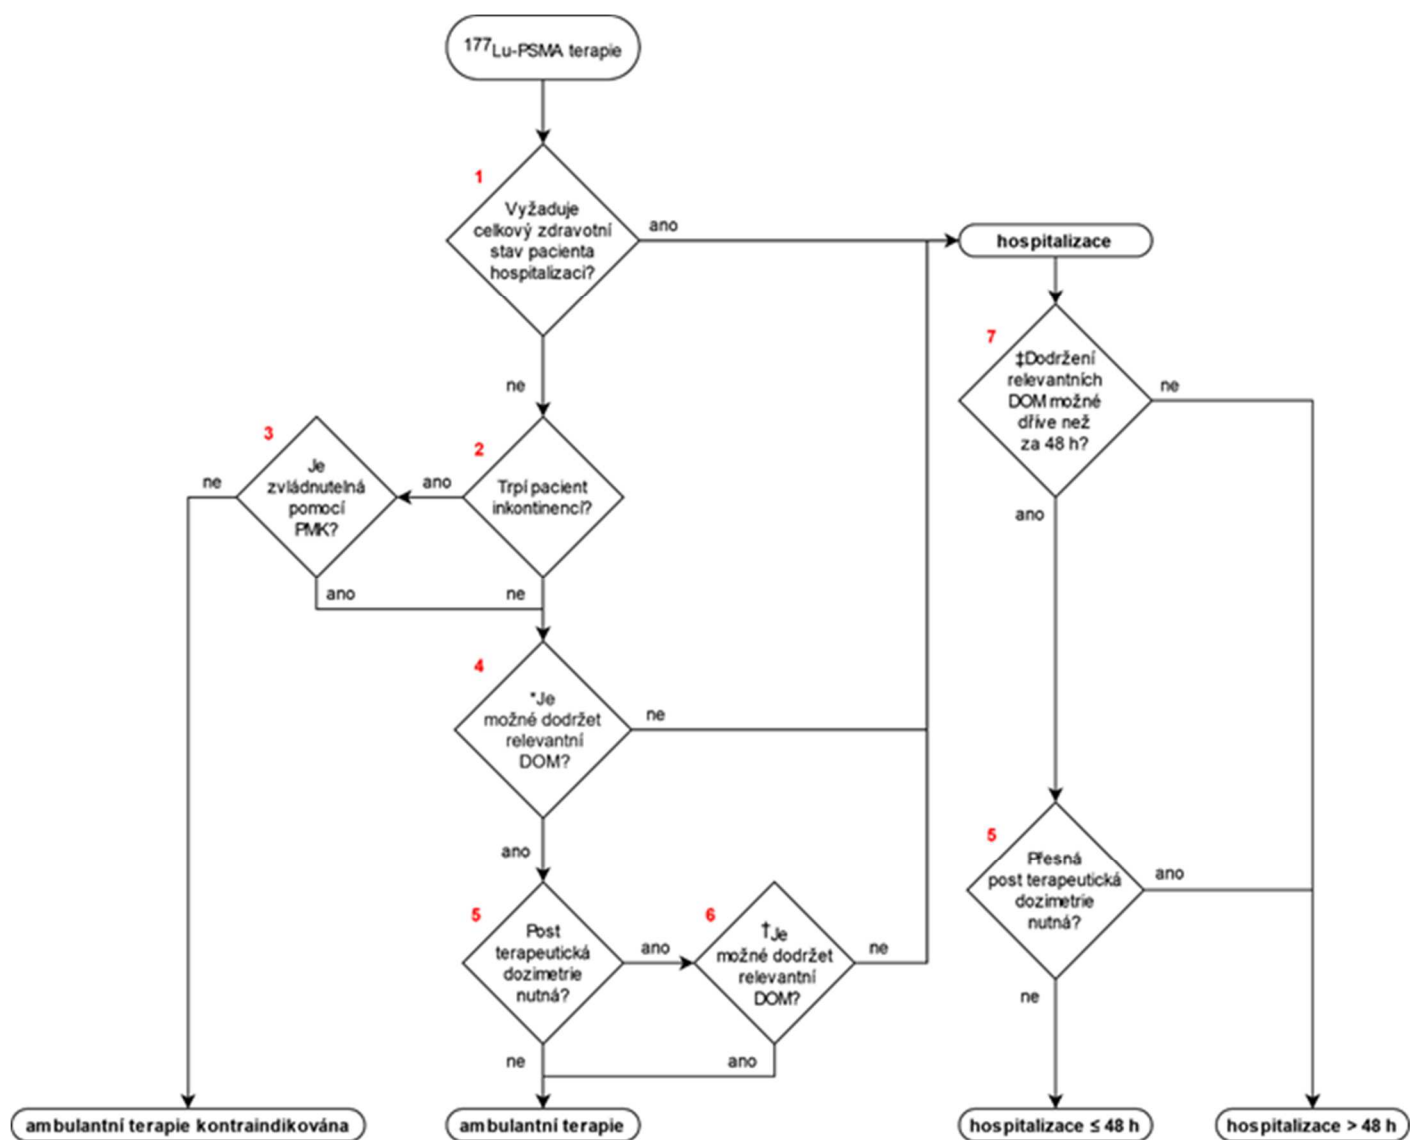 177Lu-PSMA terapie
1
Vyžaduje
celkový zdravotní
stav pacienta
hospitalizaci?
ano
ne
hospitalizace
2
Trpí pacient
inkontinencí?
ano
ne
3
Je
zvládnutelná
pomocí
PMK?
ne
ano
4
*Je
možné dodržet
relevantní
DOM?
ne
ano
5
Post
terapeutická
dozimetrie
nutná?
ano
ne
6
†Je
možné dodržet
relevantní
DOM?
ne
ano
7
‡Dodržení
relevantních
DOM možné
dříve než
za 48 h?
ne
ano
5
Přesná
post terapeutická
dozimetrie
nutná?
ano
ne
ambulantní terapie kontraindikována
ambulantní terapie
hospitalizace ≤ 48 h
hospitalizace > 48 h